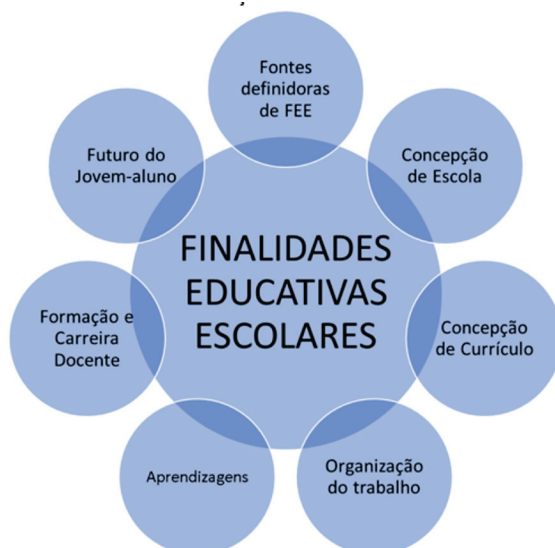 Fontes
definidoras
de FEE
Futuro do
Jovem-aluno
Concepção
de Escola
FINALIDADES
EDUCATIVAS
ESCOLARES
Formação e
Carreira
Docente
Concepção
de Currículo
Aprendizagens
Organização
do trabalho